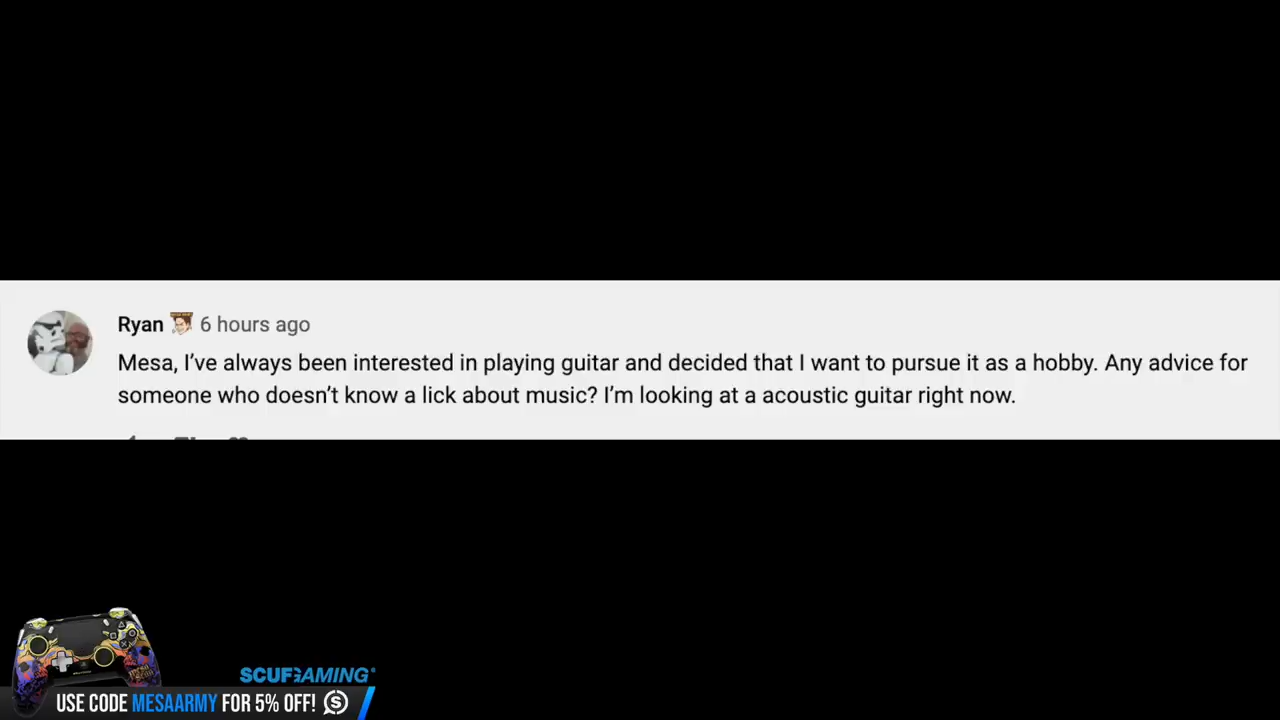 Ryan 6 hours ago
Mesa, I’ve always been interested in playing guitar and decided that I want to pursue it as a hobby. Any advice for
someone who doesn’t know a lick about music? I’m looking at a acoustic guitar right now.
SCUFGAMING
USE CODE MESAARMY FOR 5% OFF!